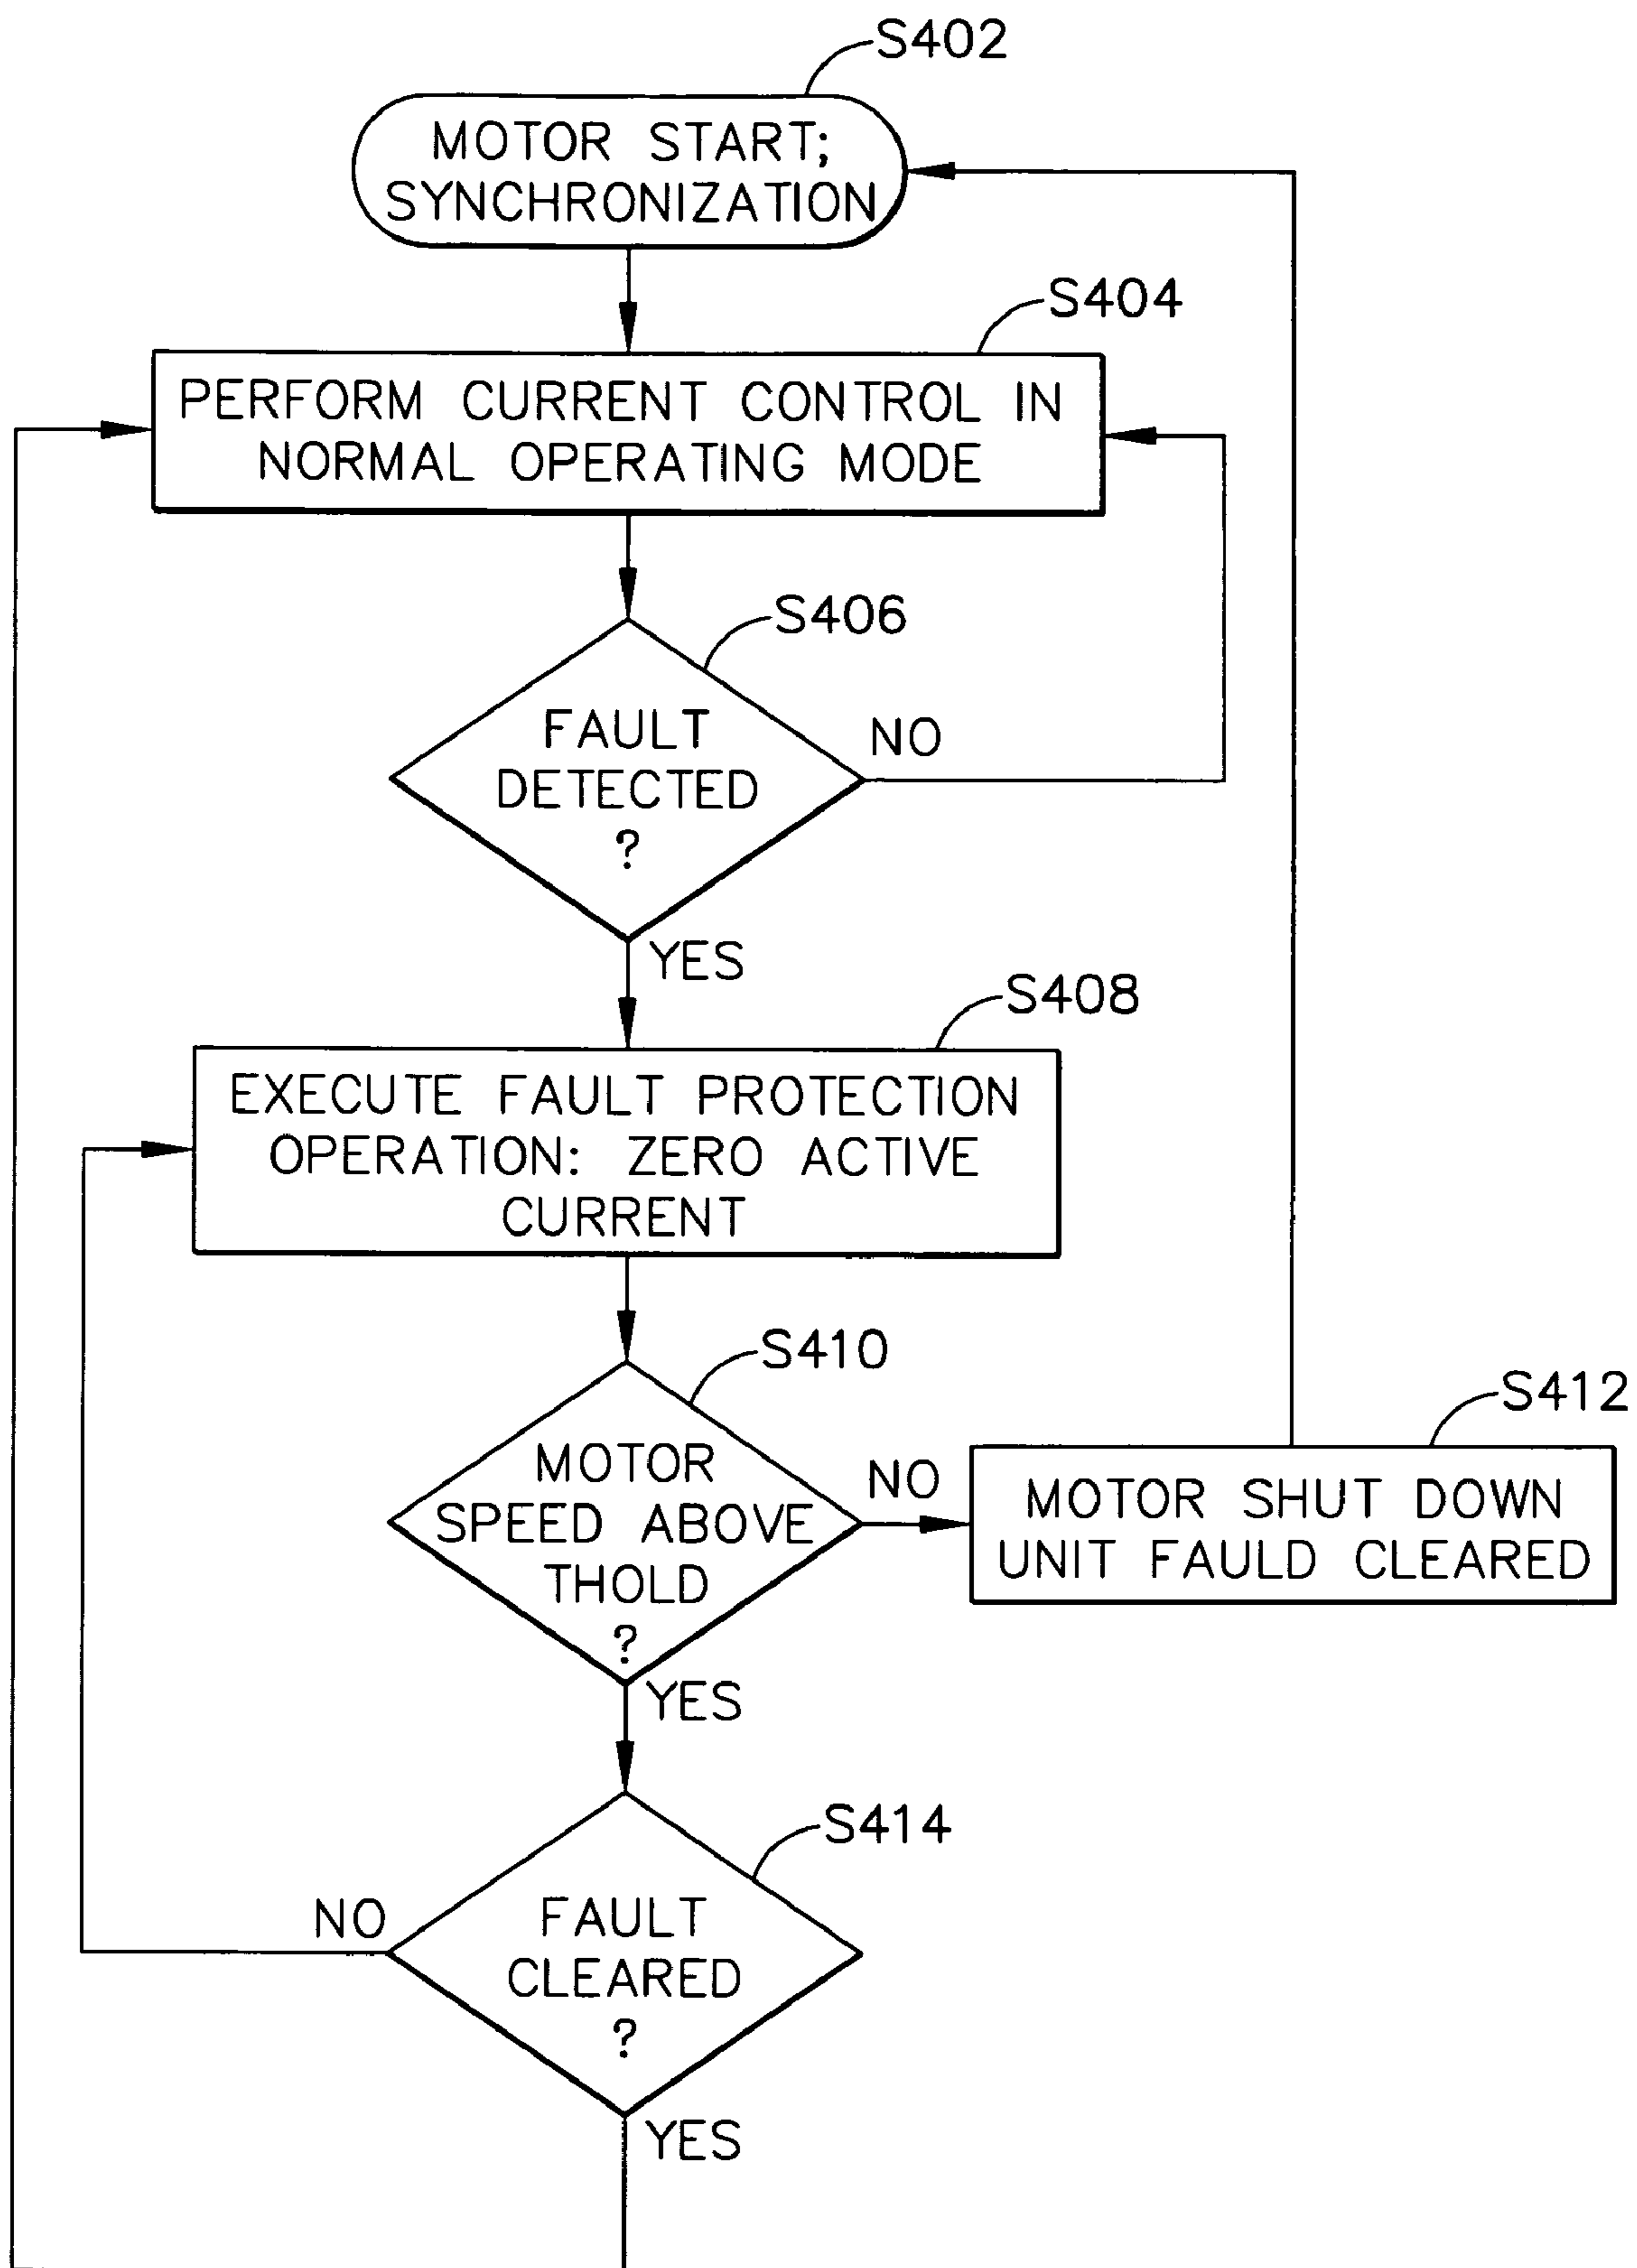 S402
MOTOR START;
SYNCHRONIZATION
S404
PERFORM CURRENT CONTROL IN
NORMAL OPERATING MODE
S406
FAULT
DETECTED
?
NO
YES
S408
EXECUTE FAULT PROTECTION
OPERATION: ZERO ACTIVE
CURRENT
S410
MOTOR
SPEED ABOVE
THOLD
?
NO
S412
MOTOR SHUT DOWN
UNIT FAULD CLEARED
YES
S414
FAULT
CLEARED
?
NO
YES